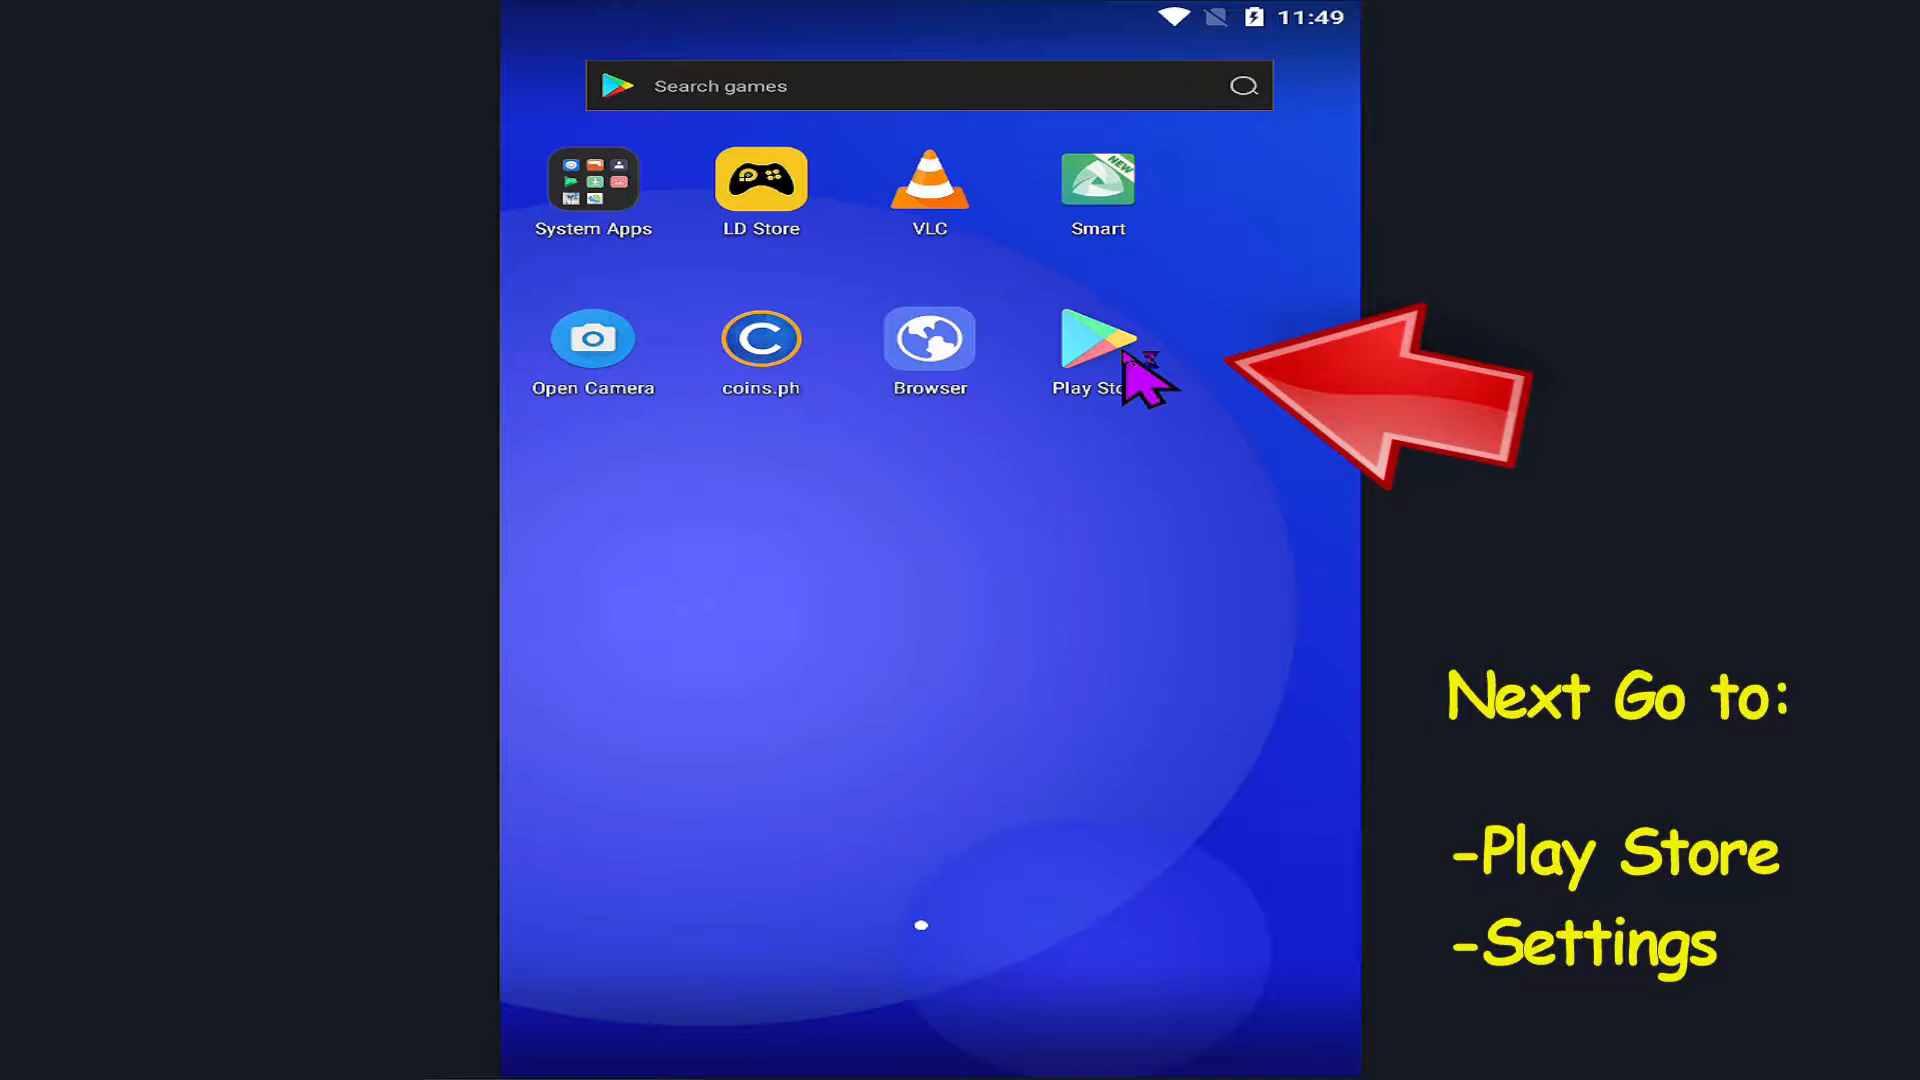 11:49
Search games
NEW
System Apps
LD Store
VLC
Smart
Open Camera
coins.ph
Browser
Play
Next Go to:
-Play Store
-Settings